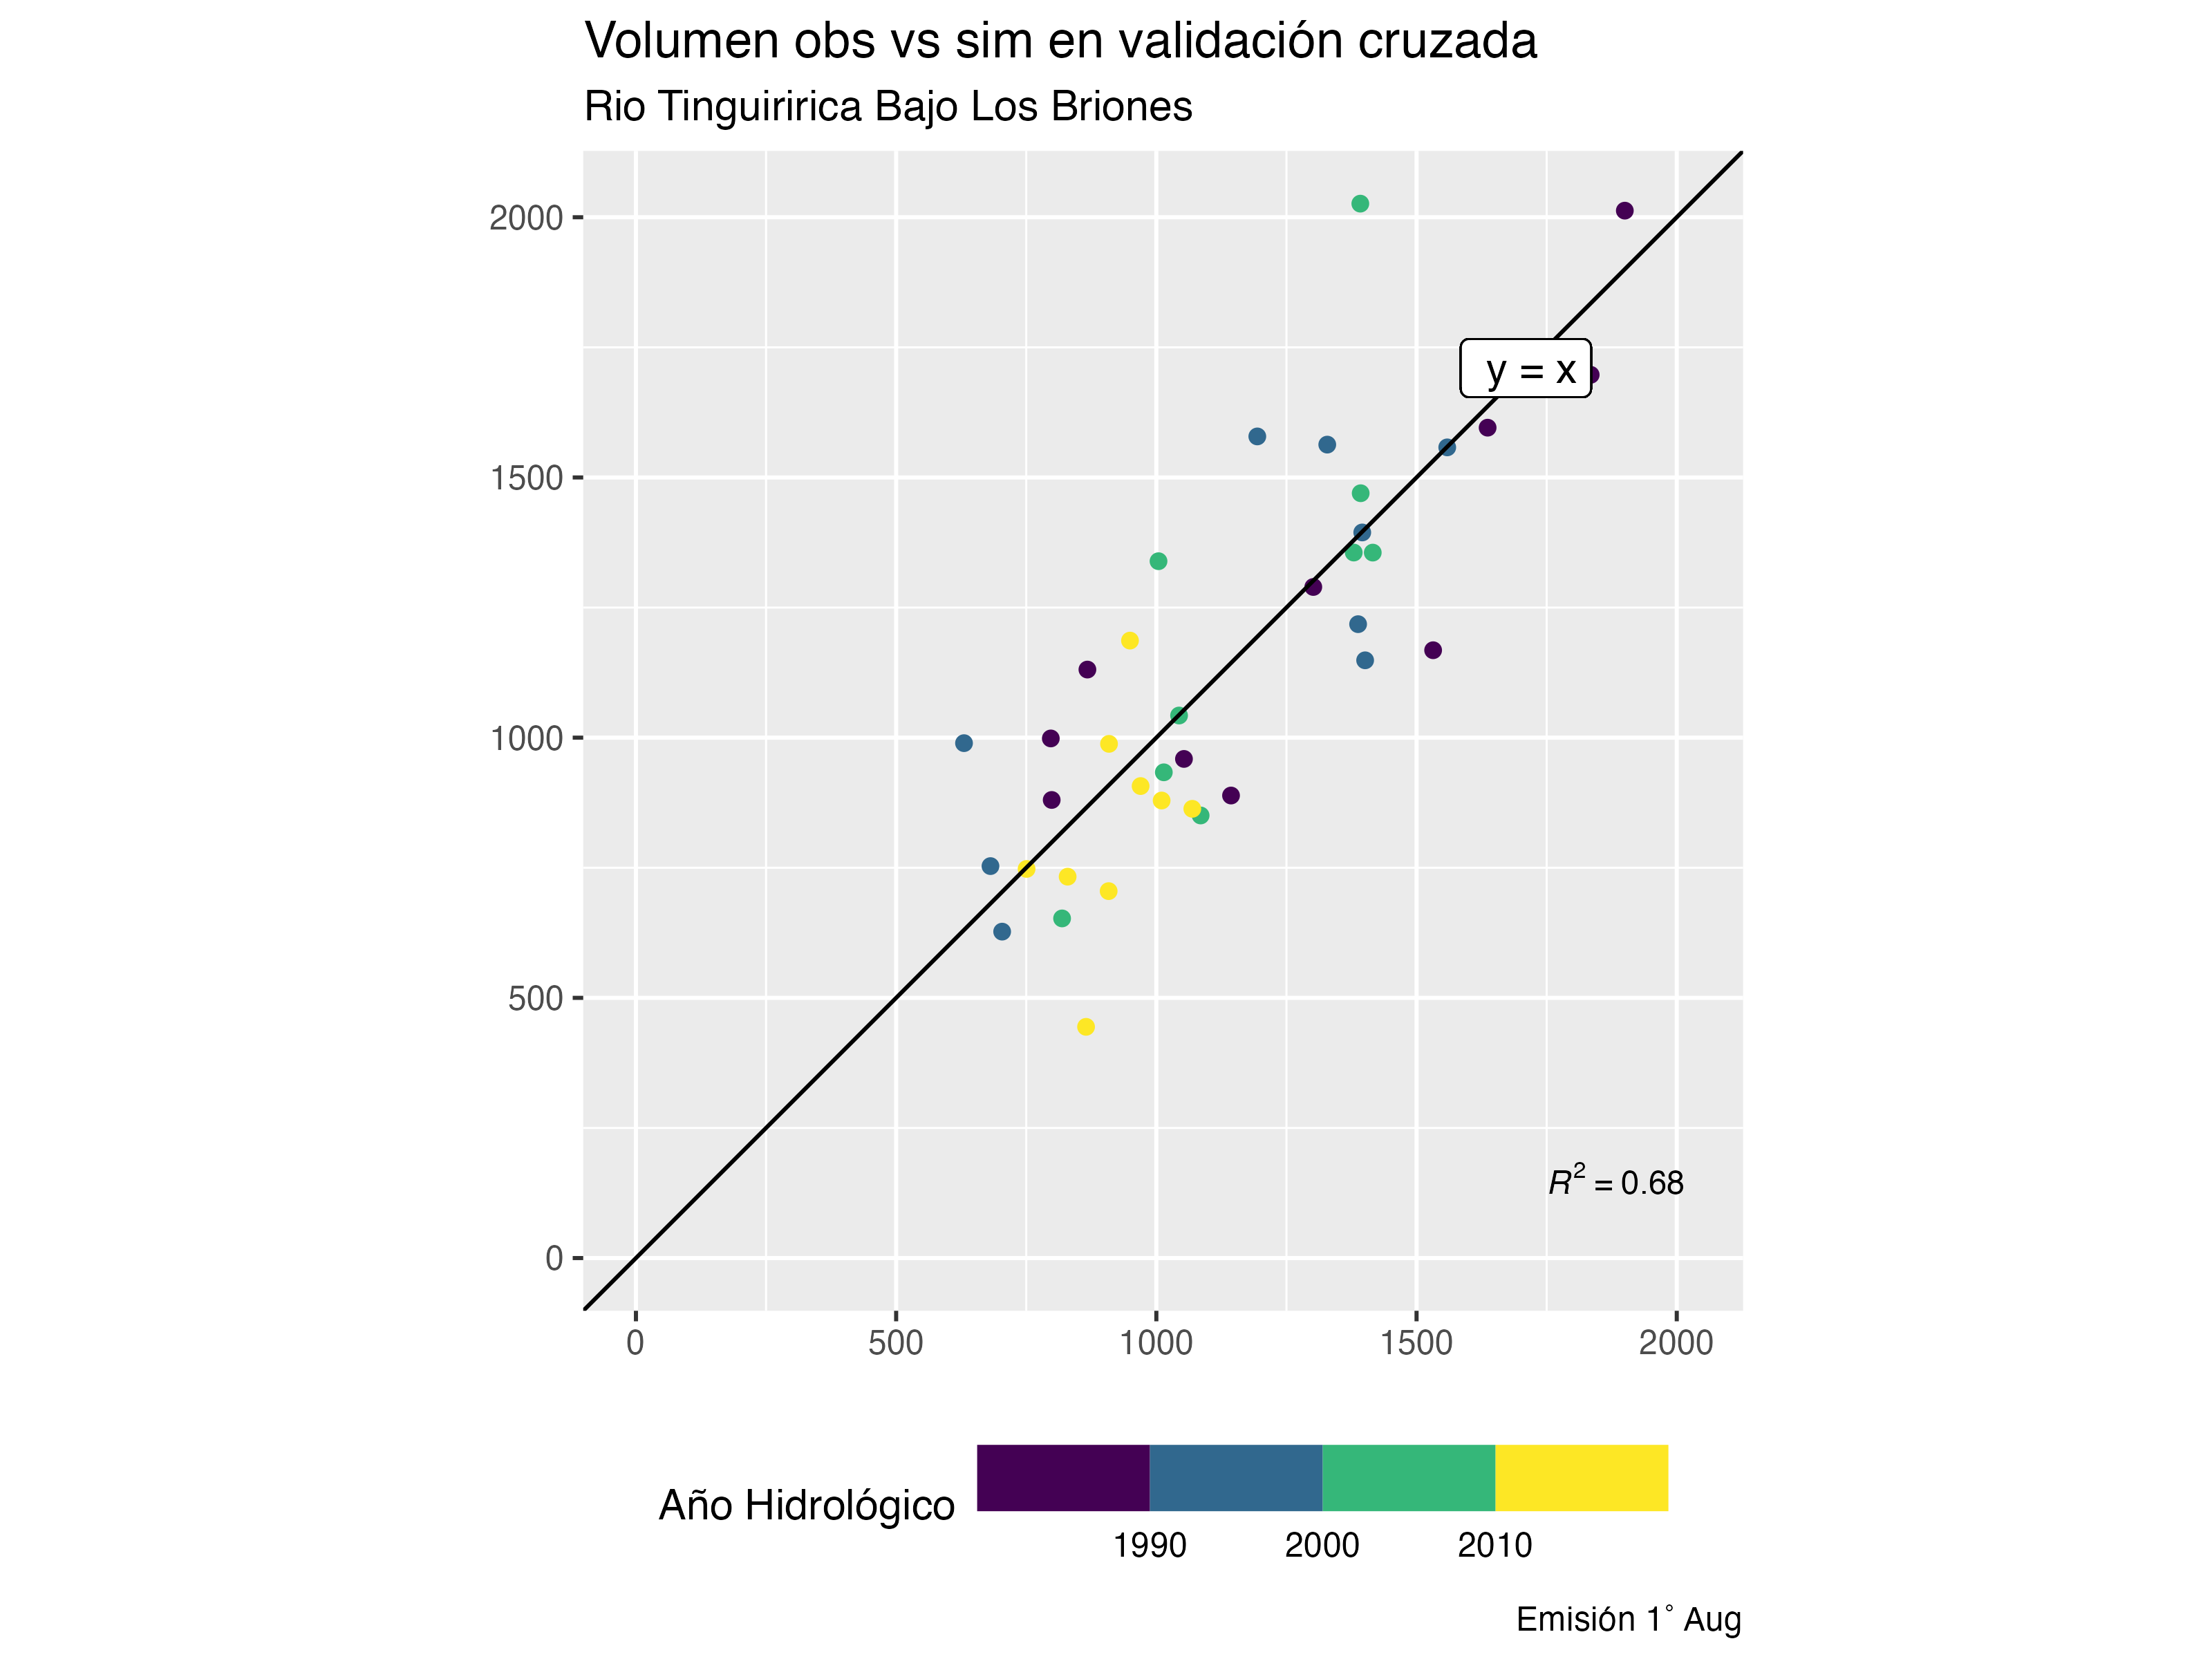 Volumen obs vs sim en validación cruzada
Rio Tinguiririca Bajo Los Briones
2000
y = x
1500
1000
500
R² = 0.68
0
0 500 1000 1500 2000
Año Hidrológico
1990 2000 2010
Emisión 1° Aug